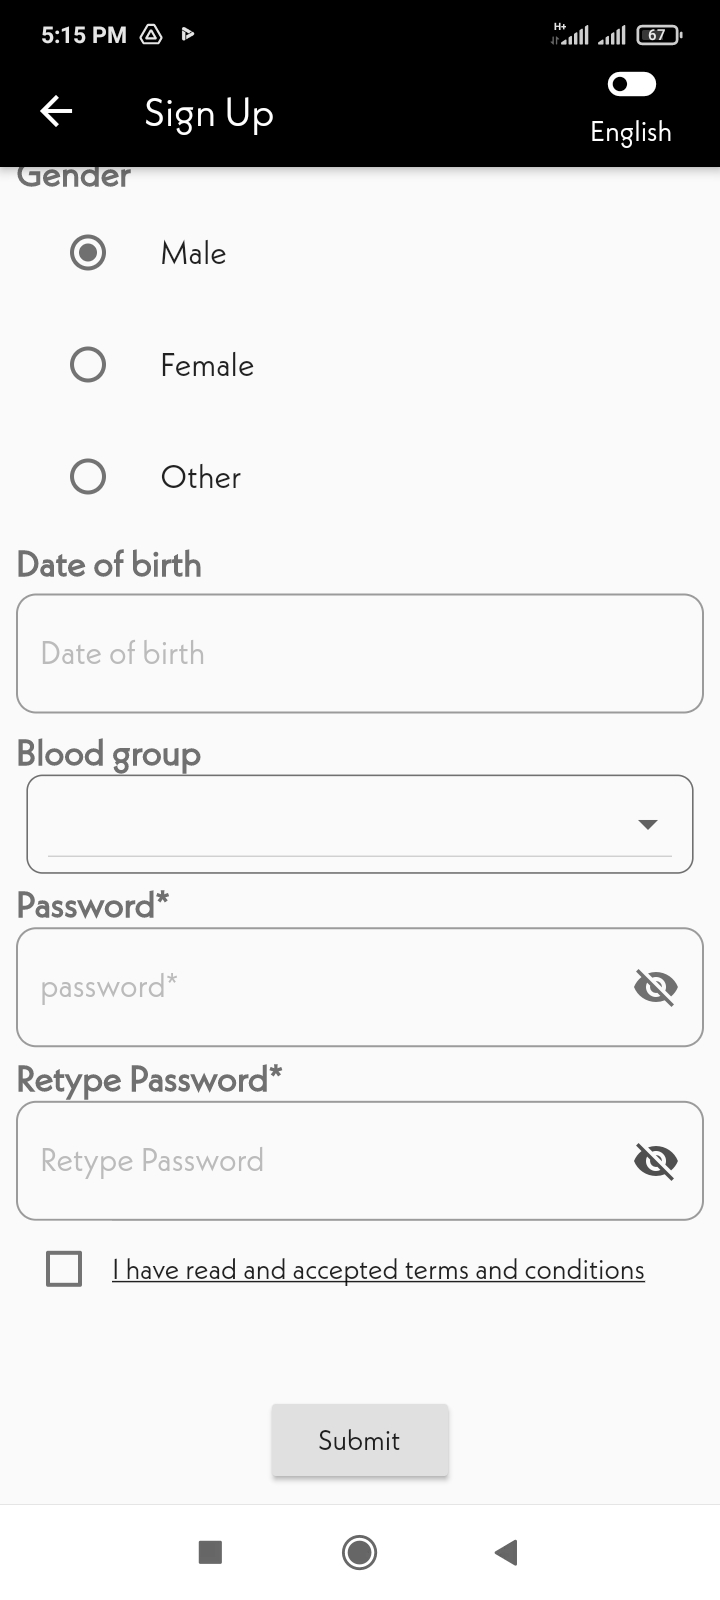 5:15 PM
H+
67
Sign Up
English
Gender
Male
Female
Other
Date of birth
Date of birth
Blood group
Password*
password*
Retype Password*
Retype Password
I have read and accepted terms and conditions
Submit